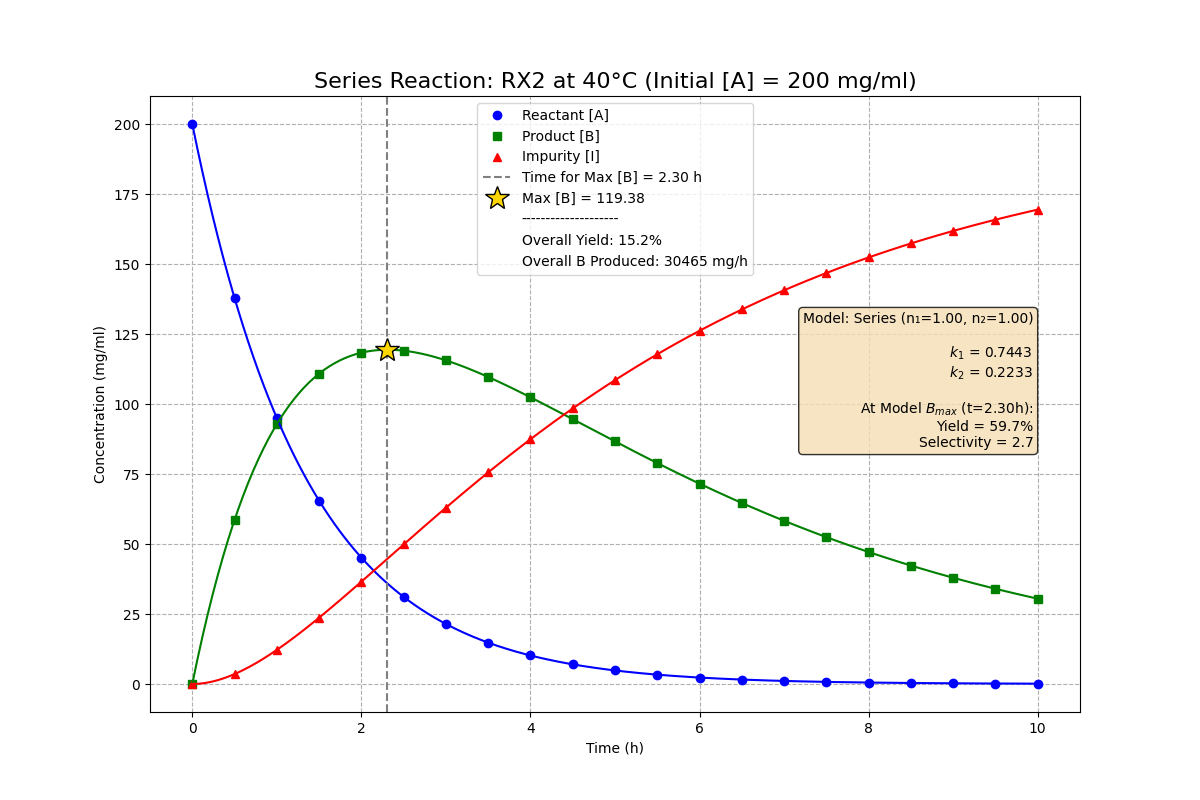 Series Reaction: RX2 at 40°C (Initial [A] = 200 mg/ml)
Reactant [A]
Product [B]
Impurity [I]
Time for Max [B] = 2.30 h
Max [B] = 119.38
--------------------
Overall Yield: 15.2%
Overall B Produced: 30465 mg/h
Model: Series (n₁=1.00, n₂=1.00)
k₁ = 0.7443
k₂ = 0.2233
At Model Bmax (t=2.30h):
Yield = 59.7%
Selectivity = 2.7
Concentration (mg/ml)
200
175
150
125
100
75
50
25
0
0 2 4 6 8 10
Time (h)